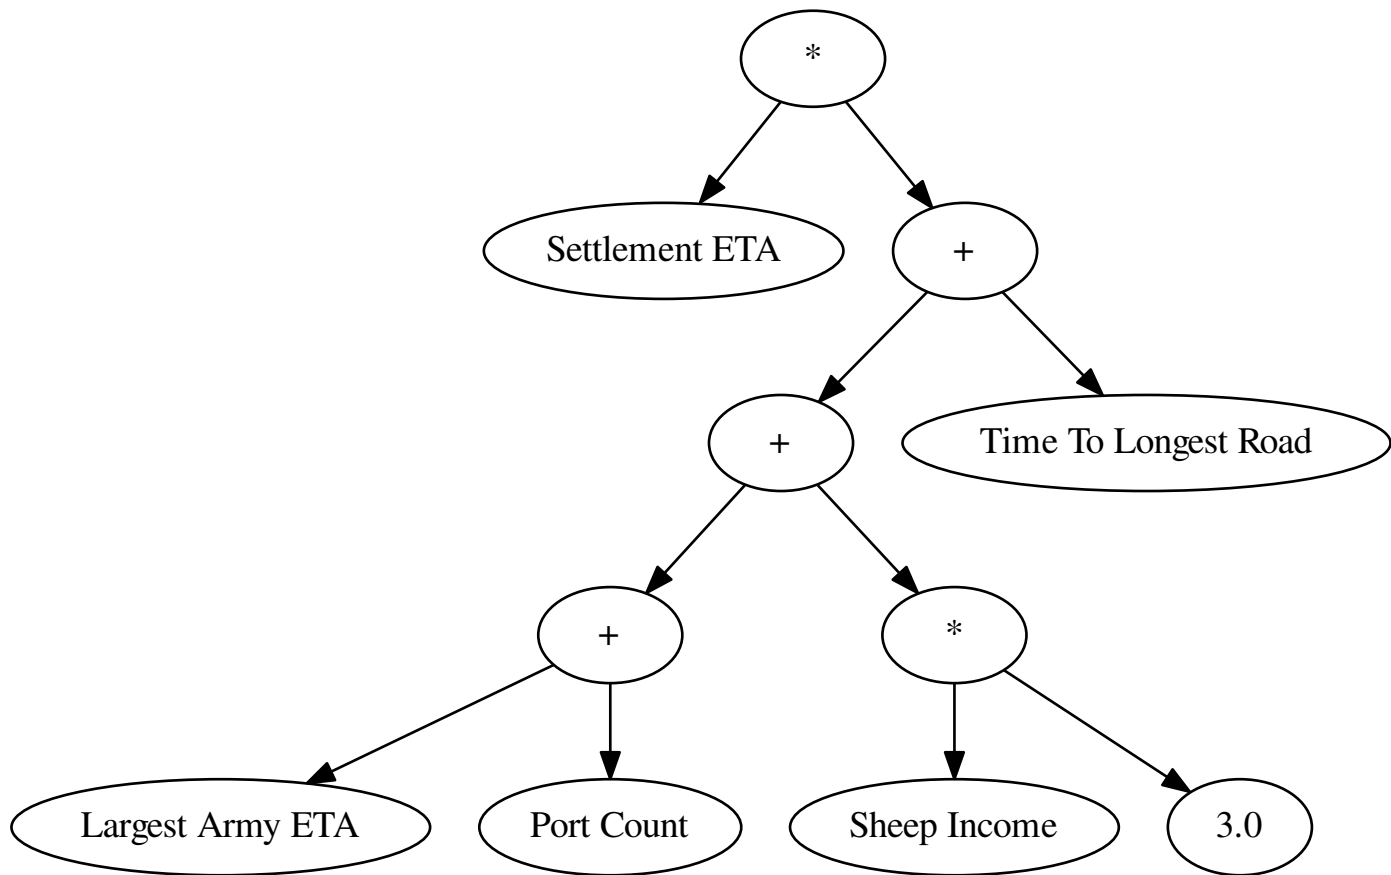 *
Settlement ETA
+
+
Time To Longest Road
+
*
Largest Army ETA
Port Count
Sheep Income
3.0